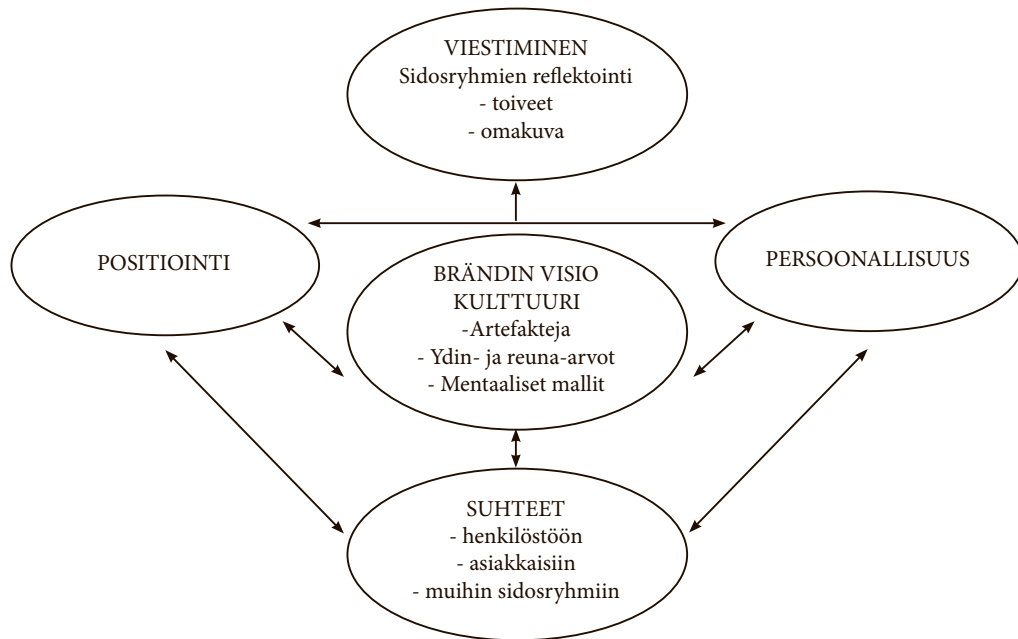 VIESTIMINEN
Sidosryhmien reflektointi
- toiveet
- omakuva
POSITIOINTI
BRÄNDIN VISIO
KULTTUURI
-Artefakteja
- Ydin- ja reuna-arvot
- Mentaaliset mallit
PERSOONALLISUUS
SUHTEET
- henkilöstöön
- asiakkaisiin
- muihin sidosryhmiin